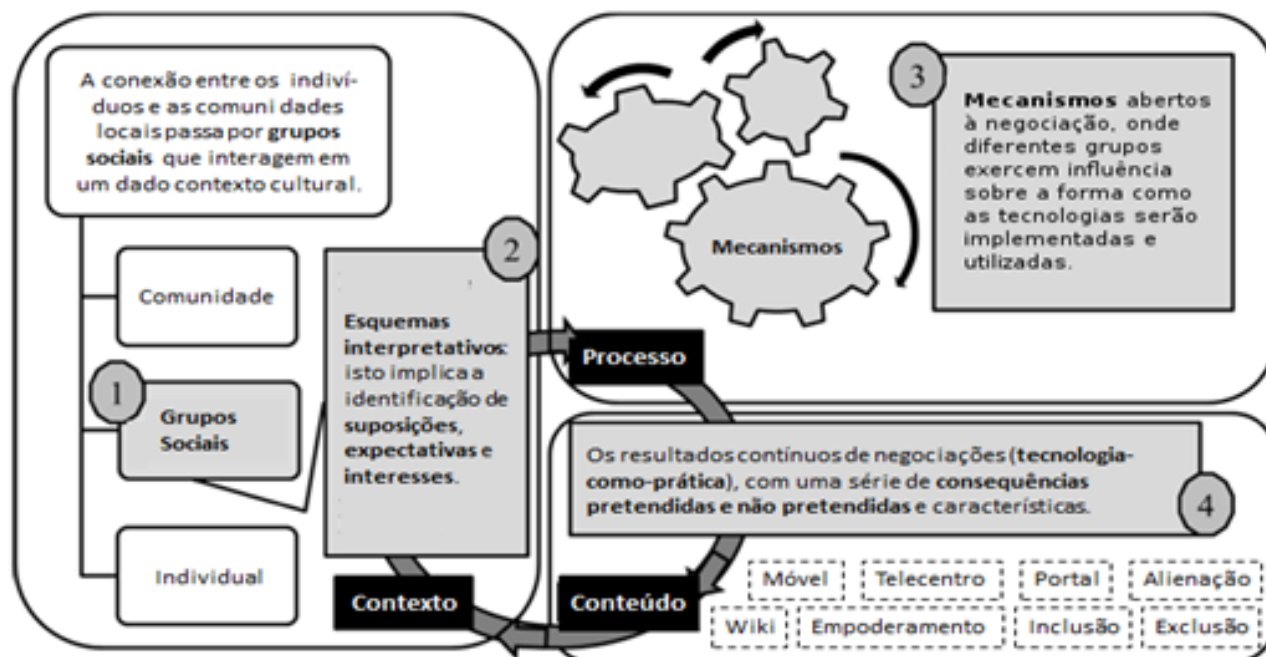 A conexão entre os indiví-
duos e as comuni dades
locais passa por grupos
sociais que interagem em
um dado contexto cultural.
Comunidade
1
Grupos
Sociais
Individual
2
Esquemas
interpretativos:
isto implica a
identificação de
suposições,
expectativas e
interesses.
Contexto
Mecanismos
3
Mecanismos abertos
à negociação, onde
diferentes grupos
exercem influência
sobre a forma como
as tecnologias serão
implementadas e
utilizadas.
Processo
Os resultados contínuos de negociações (tecnologia-
como-prática), com uma série de consequências
pretendidas e não pretendidas e características.
4
Conteúdo
Móvel Telecentro Portal Alienação
Wiki Empoderamento Inclusão Exclusão